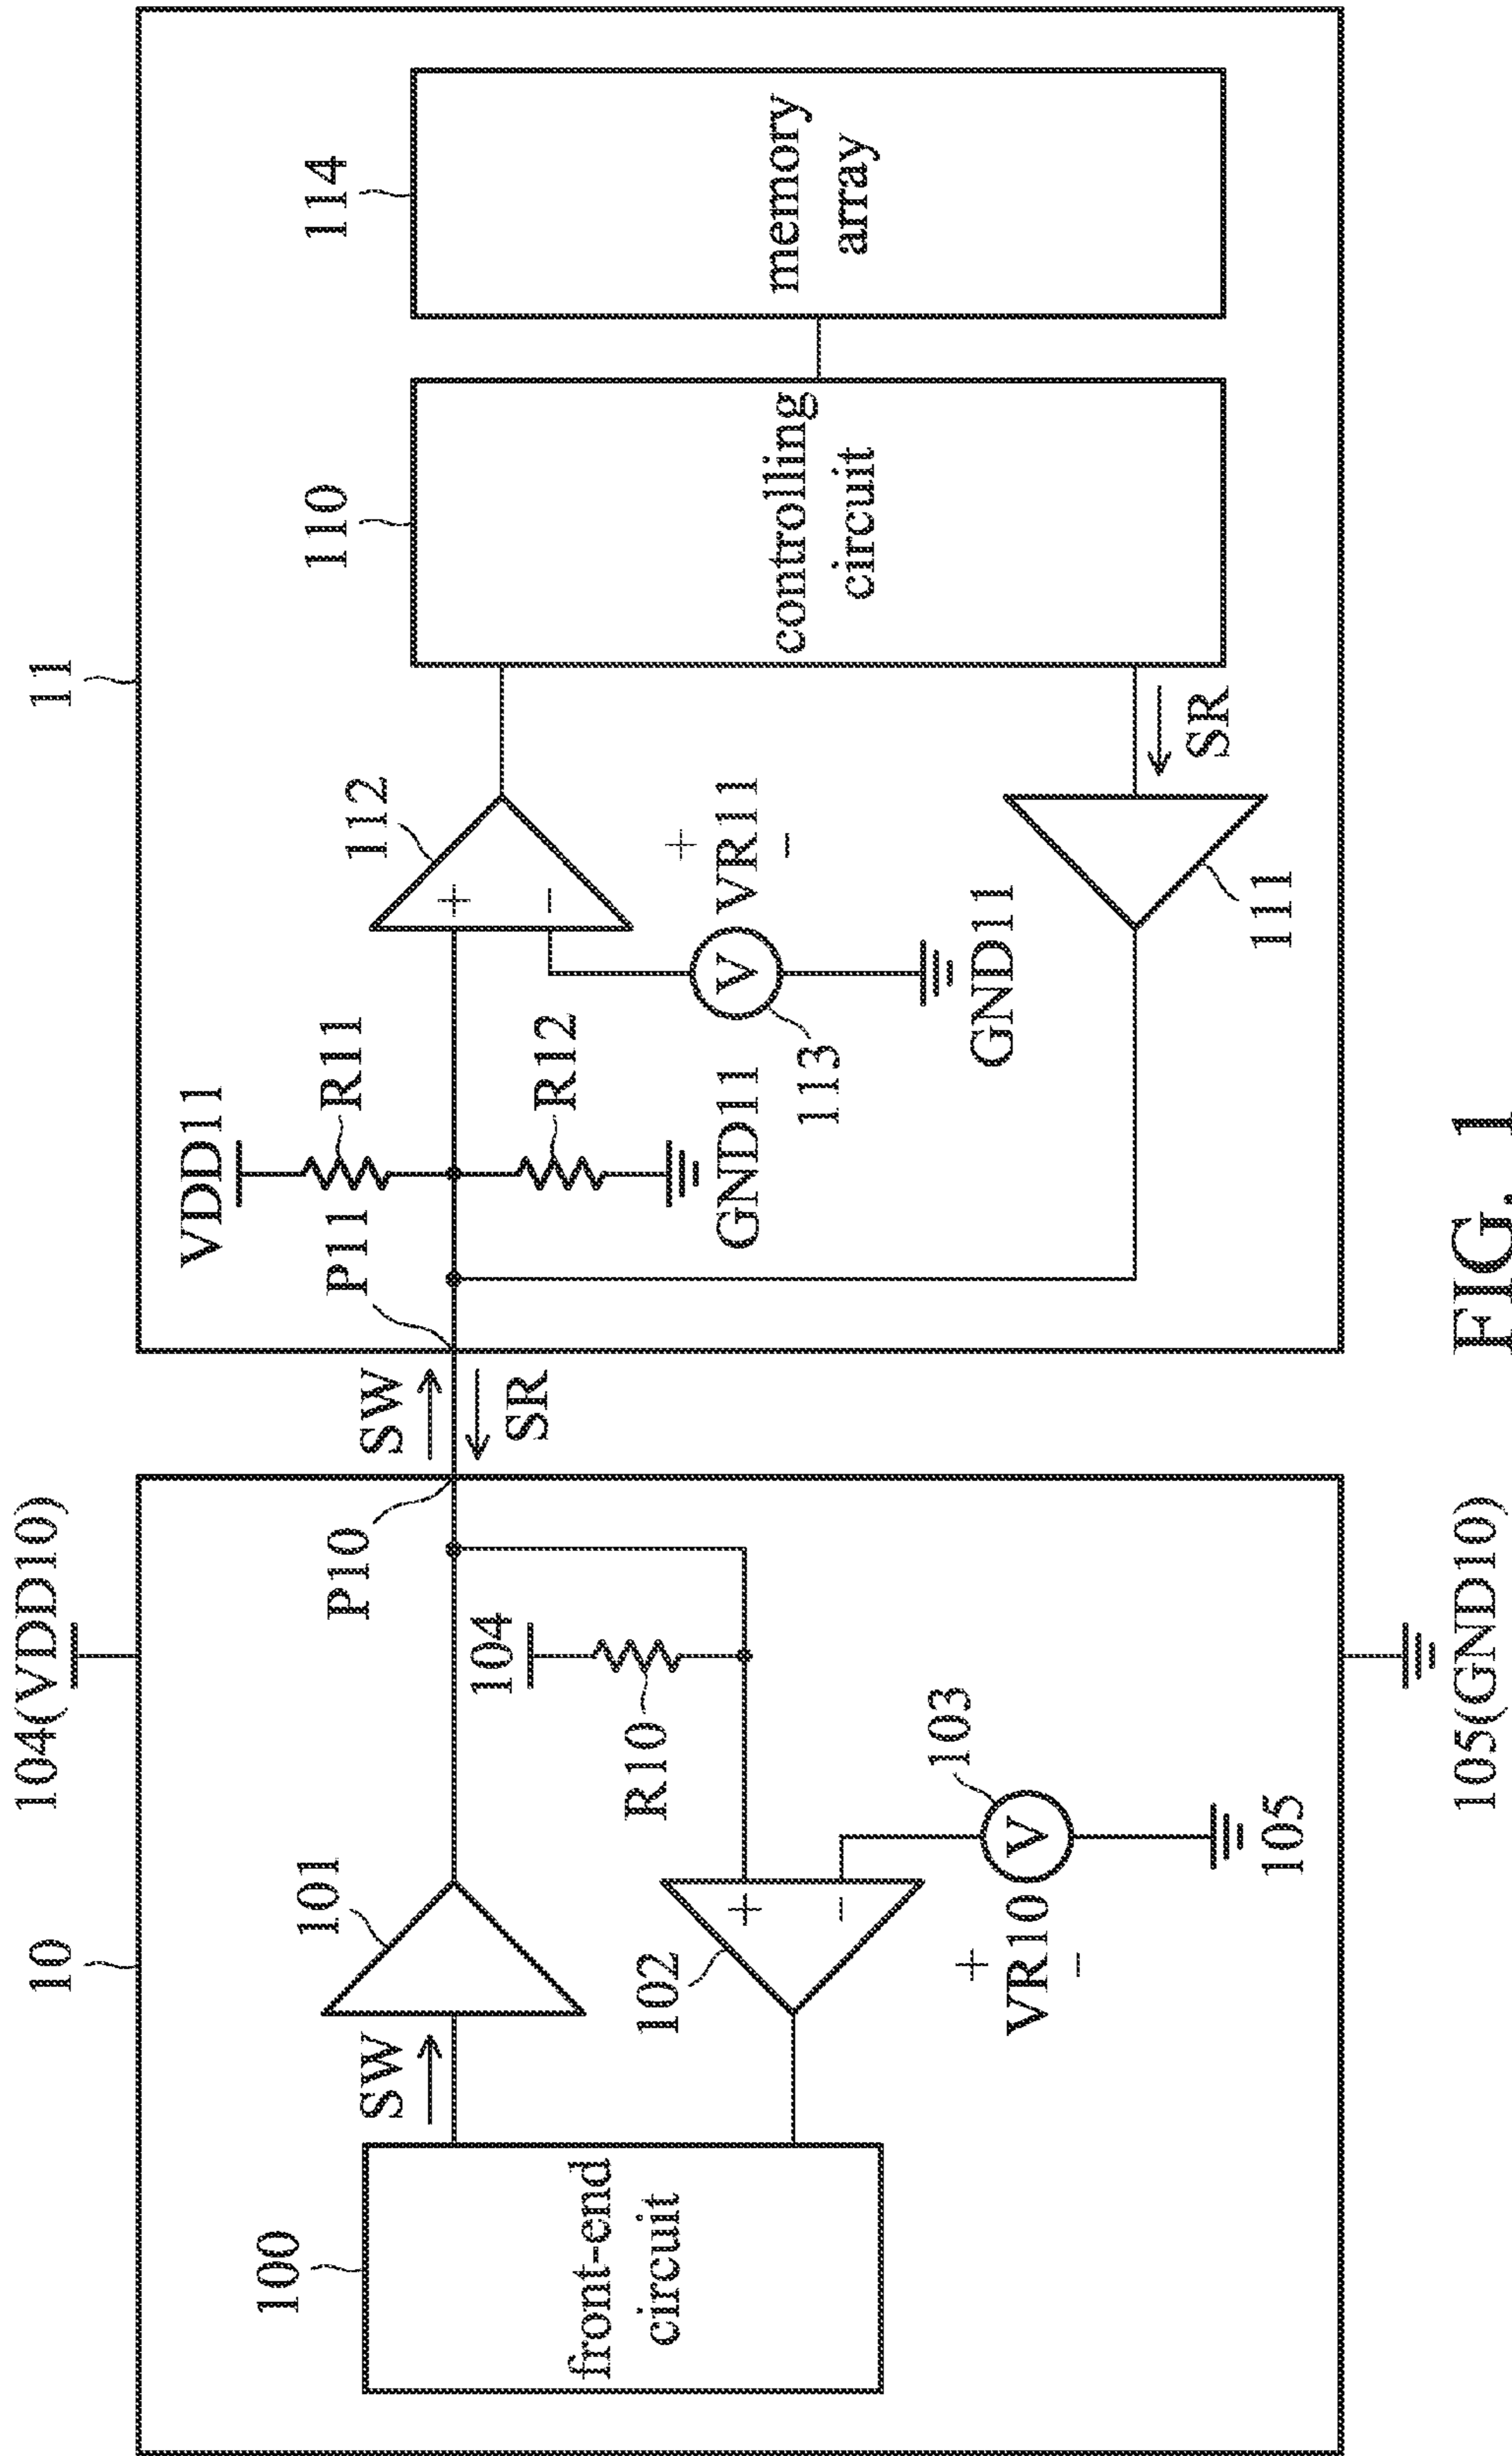 104(VDD10)
10
11
100
front-end
circuit
SW
101
102
+
−
+
VR10
−
V
103
105
104
R10
P10
SW
SR
P11
VDD11
R11
R12
GND11
112
+
−
V
113
+
VR11
−
GND11
111
SR
110
controlling
circuit
114
memory
array
105(GND10)
FIG. 1